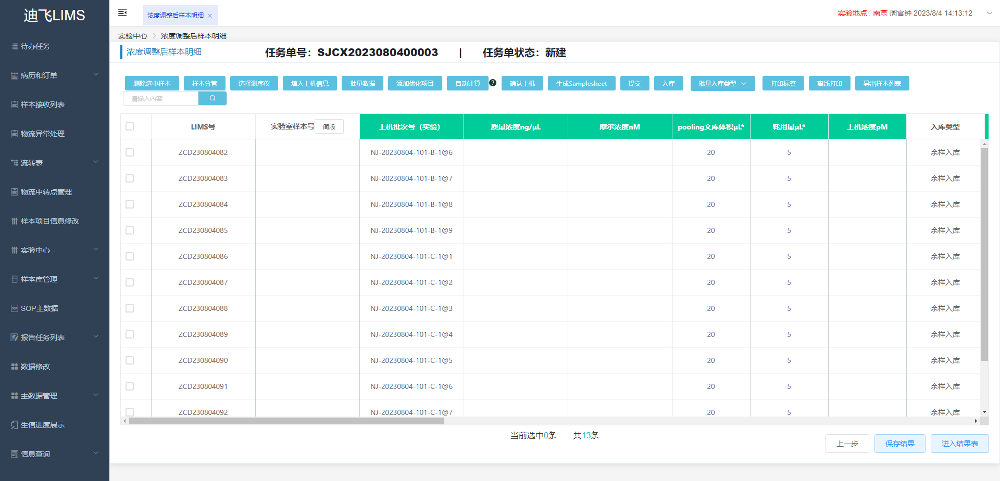 迪飞LIMS
待办任务
病历和订单
样本接收列表
物流异常处理
流转表
物流中转点管理
样本项目信息修改
实验中心
样本库管理
SOP主数据
报告任务列表
数据修改
主数据管理
生信进度展示
信息查询
浓度调整后样本明细
实验地点 : 南京 周官钟 2023/8/4 14:13:12
实验中心 浓度调整后样本明细
浓度调整后样本明细 任务单号：SJCX2023080400003 | 任务单状态：新建
删除选中样本 样本分管 选择测序仪 填入上机信息 批量数据 添加优化项目 自动计算 ? 确认上机 生成Samplesheet 提交 入库 批量入库类型 打印标签 离线打印 导出样本列表
请输入内容
LIMS号 实验室样本号 简版 上机批次号（实验） 质量浓度ng/μL 摩尔浓度nM pooling文库体积μL* 耗用量μL* 上机浓度pM 入库类型
ZCD230804082 NJ-20230804-101-B-1@6 20 5 余样入库
ZCD230804083 NJ-20230804-101-B-1@7 20 5 余样入库
ZCD230804084 NJ-20230804-101-B-1@8 20 5 余样入库
ZCD230804085 NJ-20230804-101-B-1@9 20 5 余样入库
ZCD230804086 NJ-20230804-101-C-1@1 20 5 余样入库
ZCD230804087 NJ-20230804-101-C-1@2 20 5 余样入库
ZCD230804088 NJ-20230804-101-C-1@3 20 5 余样入库
ZCD230804089 NJ-20230804-101-C-1@4 20 5 余样入库
ZCD230804090 NJ-20230804-101-C-1@5 20 5 余样入库
ZCD230804091 NJ-20230804-101-C-1@6 20 5 余样入库
ZCD230804092 NJ-20230804-101-C-1@7 20 5 余样入库
当前选中0条 共13条
上一步 保存结果 进入结果表